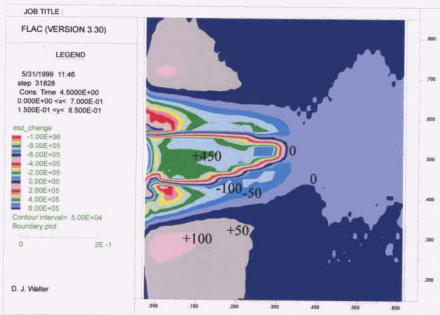 JOB TITLE :
FLAC (VERSION 3.30)
LEGEND
5/31/1999 11:46
step 31828
Cons. Time 4.5000E+00
0.000E+00 <x< 7.000E-01
1.500E-01 <y< 8.500E-01
esz_change
-1.00E+06
-8.00E+05
-6.00E+05
-4.00E+05
-2.00E+05
0.00E+00
2.00E+05
4.00E+05
6.00E+05
Contour interval= 5.00E+04
Boundary plot
0 2E -1
D. J. Walter
+450
0
0
-100
-50
+50
+100
.800
.700
.600
.500
.400
.300
.200
.050 .150 .250 .350 .450 .550 .650